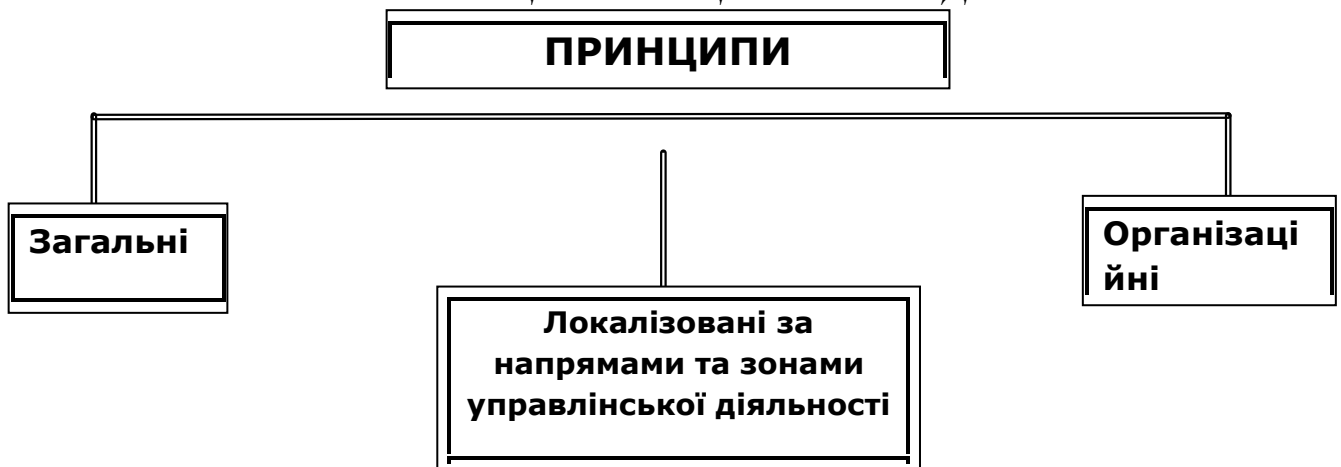 ПРИНЦИПИ
Загальні
Організаці
йні
Локалізовані за
напрямами та зонами
управлінської діяльності